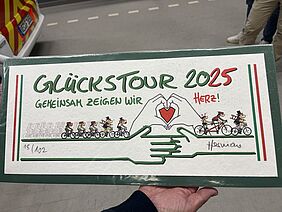 GLÜCKSTOUR 2025
GEMEINSAM ZEIGEN WIR HERZ!